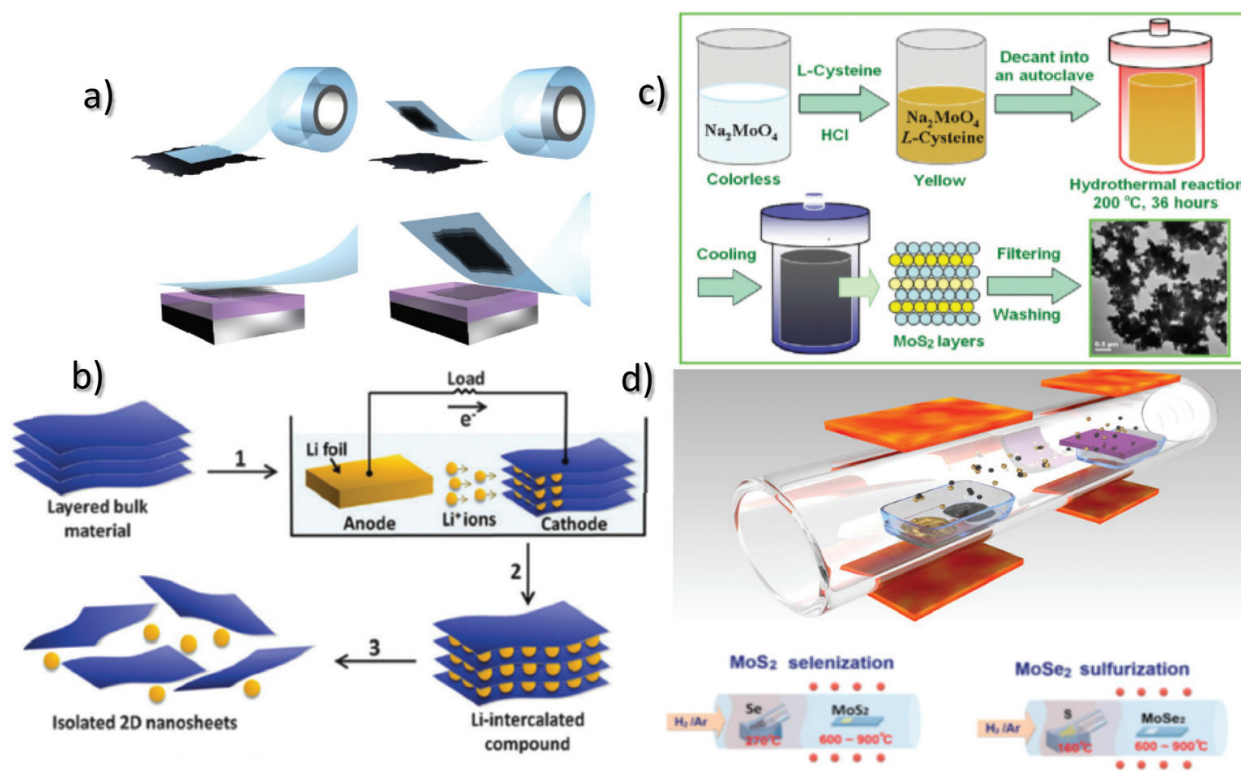 a)
b)
Layered bulk
material
1
Load
e-
Li foil
Anode
Li+ions
Cathode
2
3
Isolated 2D nanosheets
Li-intercalated
compound
c)
Na2MoO4
Colorless
L-Cysteine
HCl
Na2MoO4
L-Cysteine
Yellow
Decant into
an autoclave
Hydrothermal reaction
200 °C, 36 hours
Cooling
MoS2 layers
Filtering
Washing
0.5 μm
d)
MoS2 selenization
H2/Ar
Se
270°C
MoS2
600 ~ 900°C
MoSe2 sulfurization
H2/Ar
S
160°C
MoSe2
600 ~ 900°C